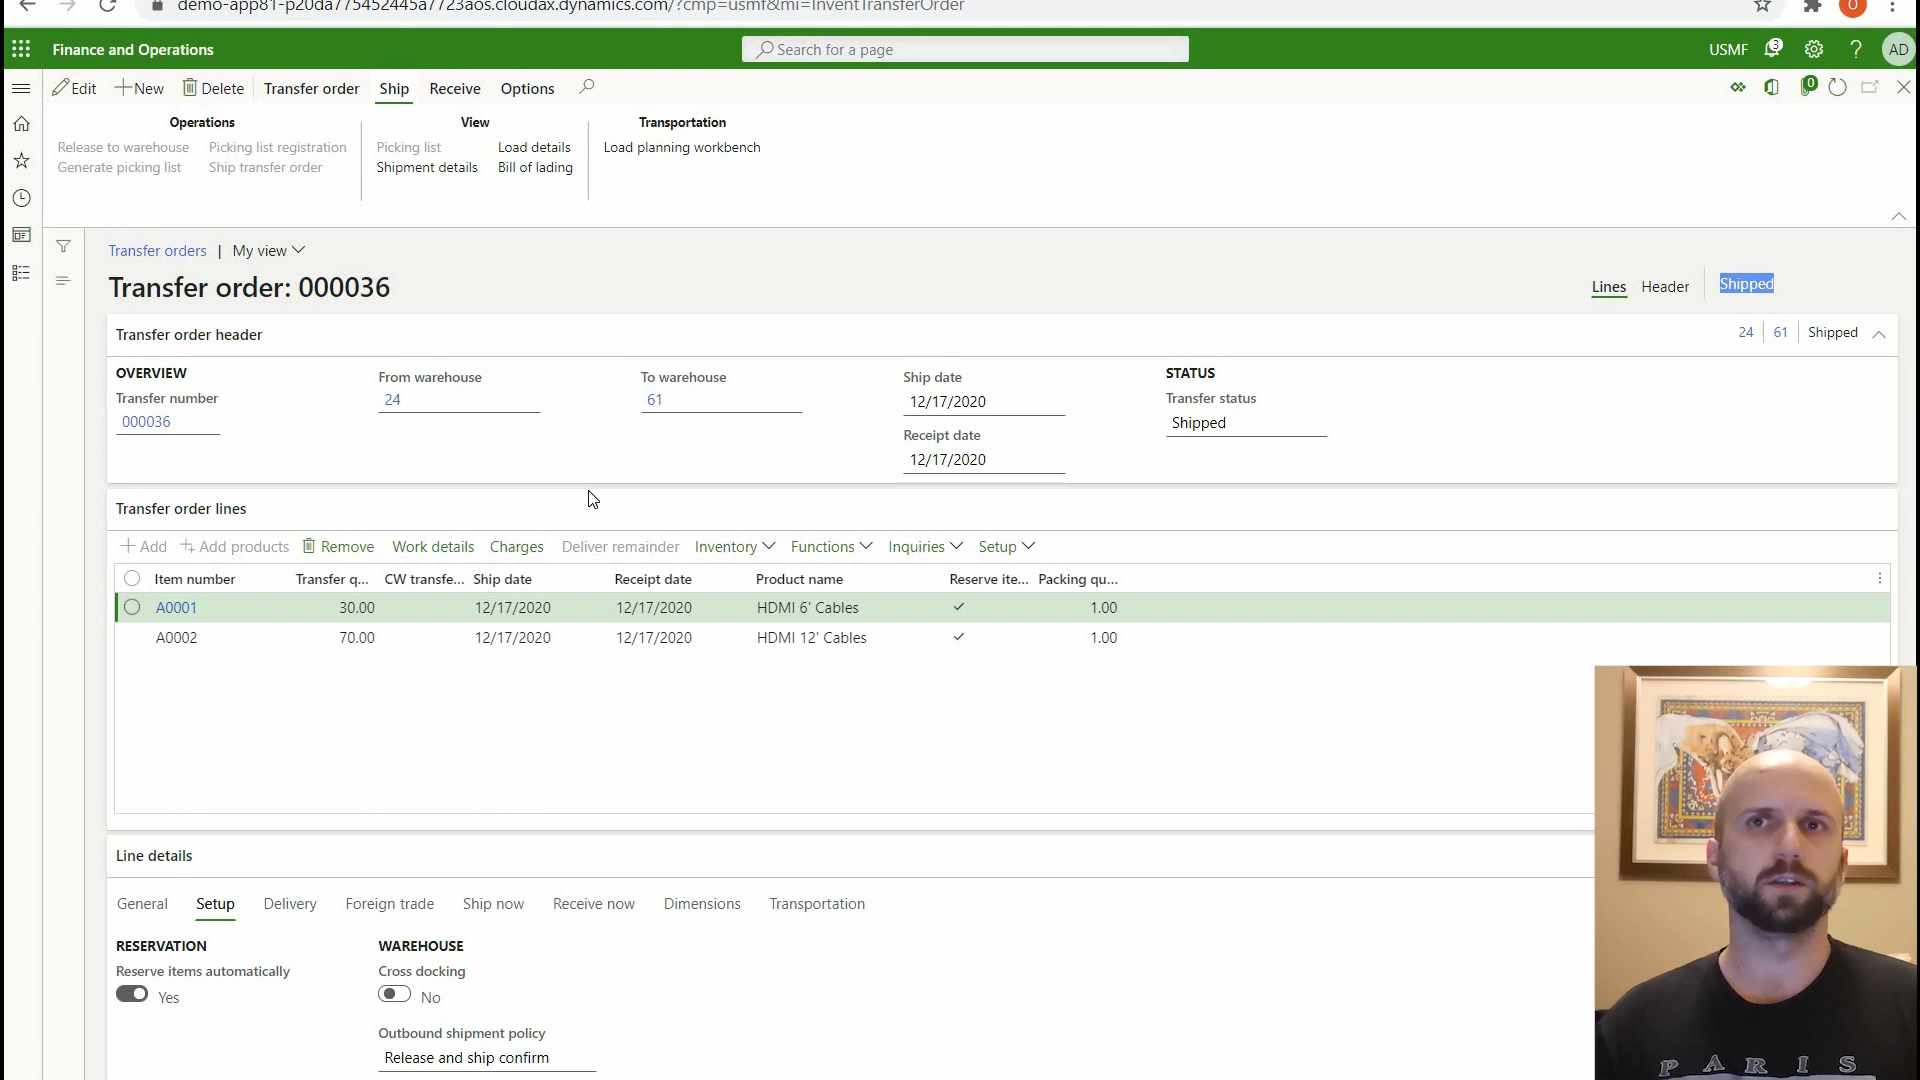 demo-app81-p20da775452445a7723aos.cloudax.dynamics.com/?cmp=usmf&mi=InventTransferOrder
O
Finance and Operations
Search for a page
USMF
3
?
AD
Edit
New
Delete
Transfer order
Ship
Receive
Options
0
Operations
View
Transportation
Release to warehouse
Picking list registration
Picking list
Load details
Load planning workbench
Generate picking list
Ship transfer order
Shipment details
Bill of lading
Transfer orders | My view
Transfer order: 000036
Lines
Header
Shipped
Transfer order header
24
61
Shipped
OVERVIEW
Transfer number
000036
From warehouse
24
To warehouse
61
Ship date
12/17/2020
Receipt date
12/17/2020
STATUS
Transfer status
Shipped
Transfer order lines
Add
Add products
Remove
Work details
Charges
Deliver remainder
Inventory
Functions
Inquiries
Setup
Item number
Transfer q...
CW transfe...
Ship date
Receipt date
Product name
Reserve ite...
Packing qu...
A0001
30.00
12/17/2020
12/17/2020
HDMI 6' Cables
1.00
A0002
70.00
12/17/2020
12/17/2020
HDMI 12' Cables
1.00
Line details
General
Setup
Delivery
Foreign trade
Ship now
Receive now
Dimensions
Transportation
RESERVATION
Reserve items automatically
Yes
WAREHOUSE
Cross docking
No
Outbound shipment policy
Release and ship confirm
PARIS